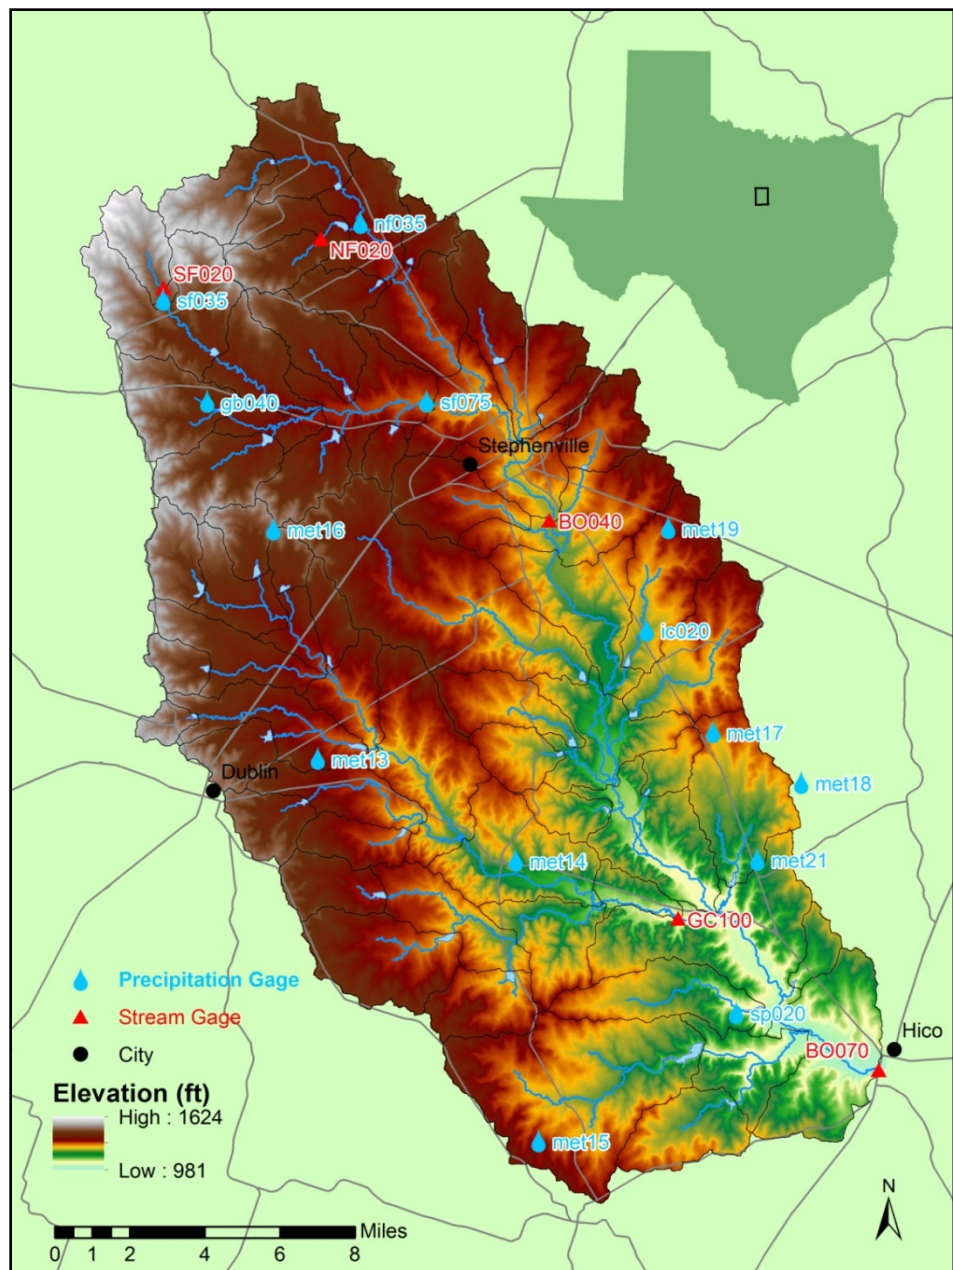 nf035
NF020
SF020
sf035
gb040
sf075
Stephenville
met16
BO040
met19
ic020
met17
met13
Dublin
met18
met14
met21
GC100
Precipitation Gage
Stream Gage
City
sp020
Hico
BO070
Elevation (ft)
High : 1624
Low : 981
met15
N
Miles
0 1 2 4 6 8